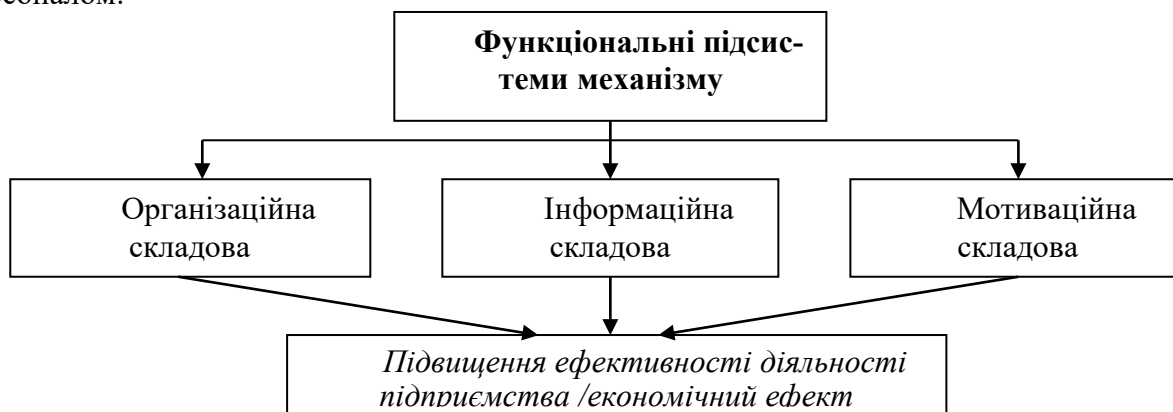 Функціональні підсис-
теми механізму
Організаційна
складова
Інформаційна
складова
Мотиваційна
складова
Підвищення ефективності діяльності
підприємства /економічний ефект